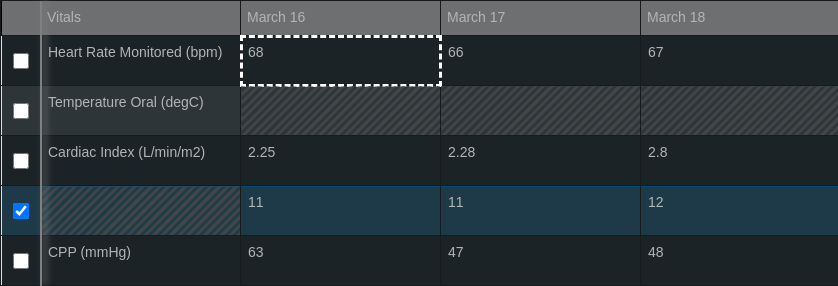 Vitals March 16 March 17 March 18
Heart Rate Monitored (bpm) 68 66 67
Temperature Oral (degC)
Cardiac Index (L/min/m2) 2.25 2.28 2.8
11 11 12
CPP (mmHg) 63 47 48